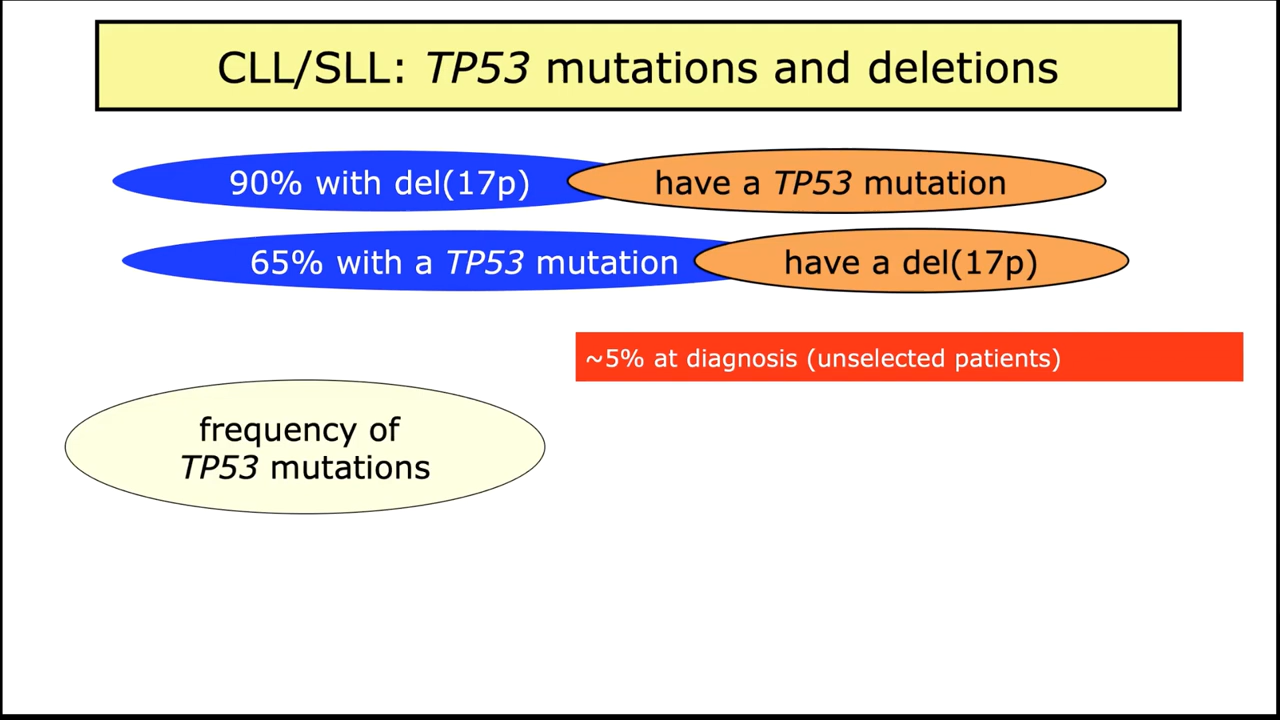 CLL/SLL: TP53 mutations and deletions
90% with del(17p) have a TP53 mutation
65% with a TP53 mutation have a del(17p)
~5% at diagnosis (unselected patients)
frequency of
TP53 mutations